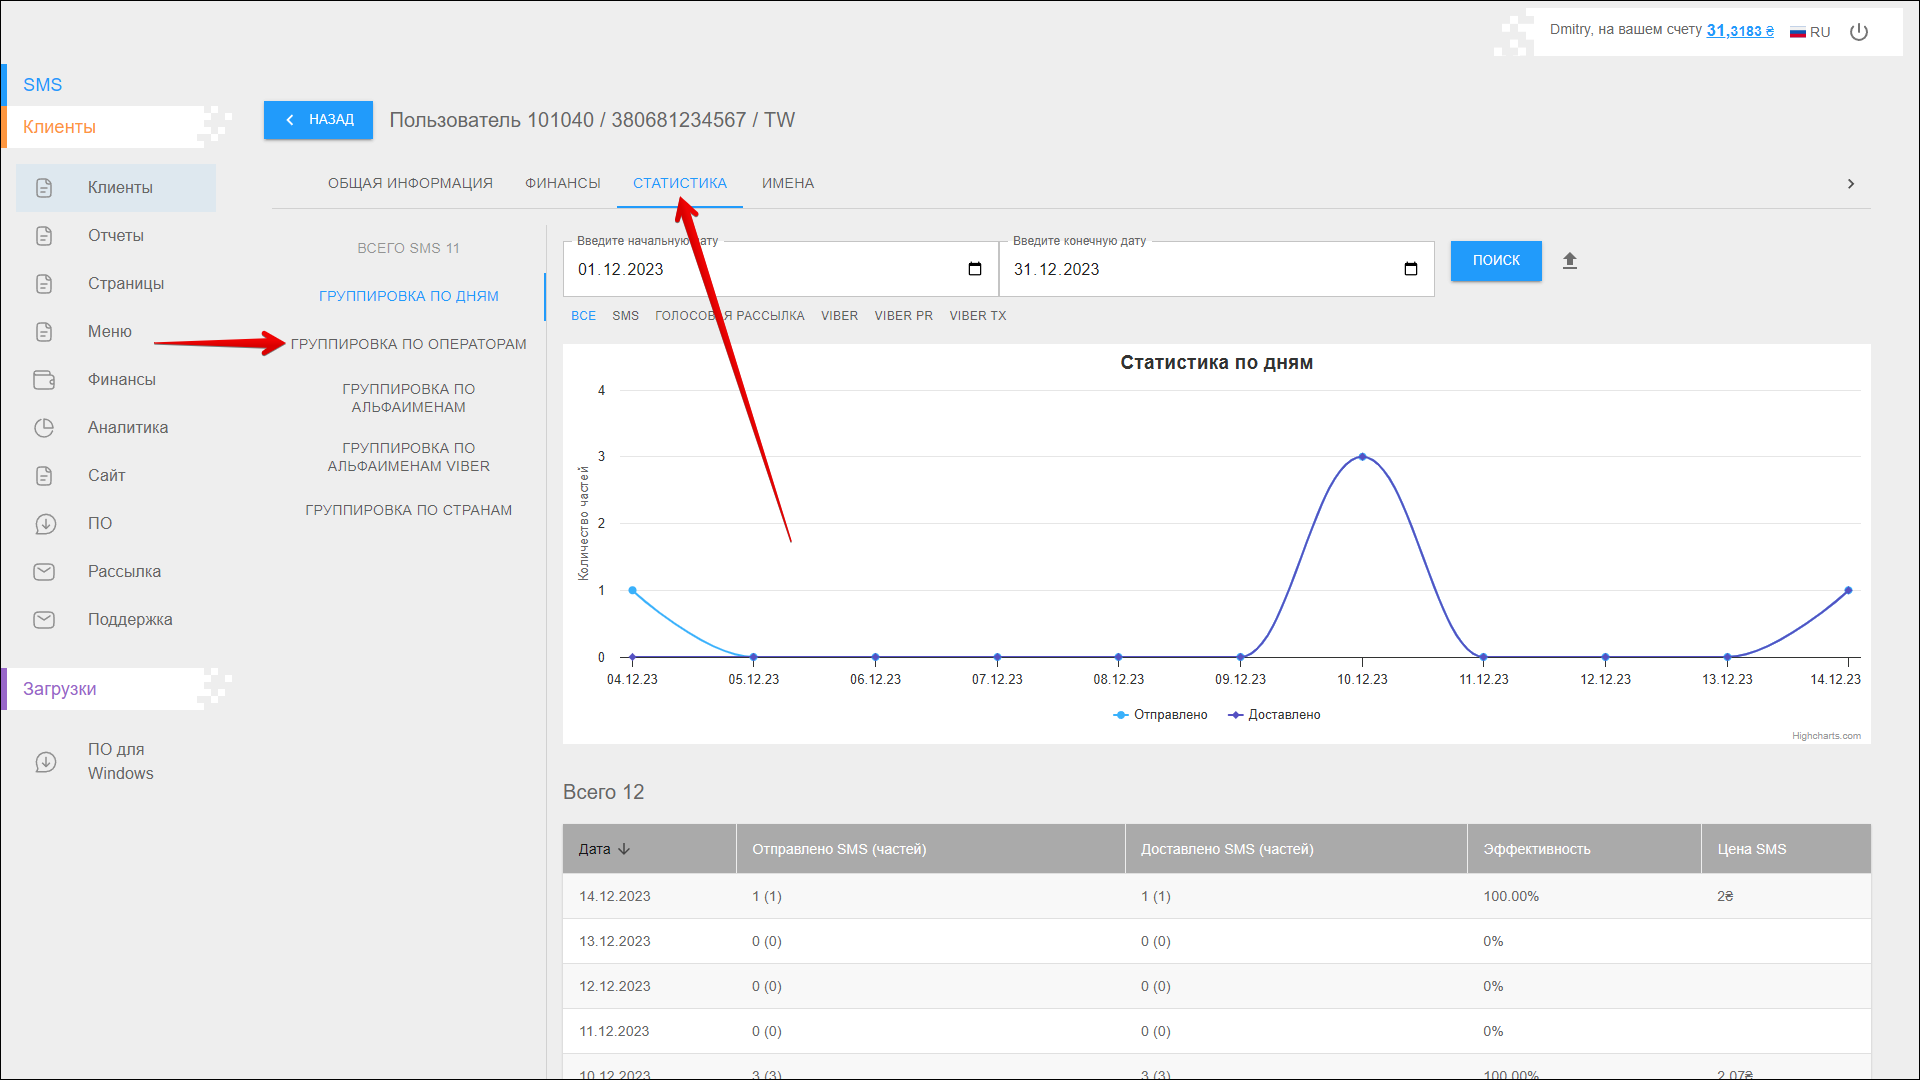 Dmitry, на вашем счету 31,3183 ₴
RU
SMS
Клиенты
Клиенты
Отчеты
Страницы
Меню
Финансы
Аналитика
Сайт
ПО
Рассылка
Поддержка
Загрузки
ПО для
Windows
НАЗАД
Пользователь 101040 / 380681234567 / TW
ОБЩАЯ ИНФОРМАЦИЯ
ФИНАНСЫ
СТАТИСТИКА
ИМЕНА
ВСЕГО SMS 11
ГРУППИРОВКА ПО ДНЯМ
ГРУППИРОВКА ПО ОПЕРАТОРАМ
ГРУППИРОВКА ПО
АЛЬФАИМЕНАМ
ГРУППИРОВКА ПО
АЛЬФАИМЕНАМ VIBER
ГРУППИРОВКА ПО СТРАНАМ
Введите начальную дату
01.12.2023
Введите конечную дату
31.12.2023
ПОИСК
ВСЕ SMS ГОЛОСОВАЯ РАССЫЛКА VIBER VIBER PR VIBER TX
Статистика по дням
Количество частей
4
3
2
1
0
04.12.23 05.12.23 06.12.23 07.12.23 08.12.23 09.12.23 10.12.23 11.12.23 12.12.23 13.12.23 14.12.23
Отправлено Доставлено
Highcharts.com
Всего 12
Дата Отправлено SMS (частей) Доставлено SMS (частей) Эффективность Цена SMS
14.12.2023 1 (1) 1 (1) 100.00% 2₴
13.12.2023 0 (0) 0 (0) 0%
12.12.2023 0 (0) 0 (0) 0%
11.12.2023 0 (0) 0 (0) 0%
10.12.2023 3 (3) 3 (3) 100.00% 2.07₴